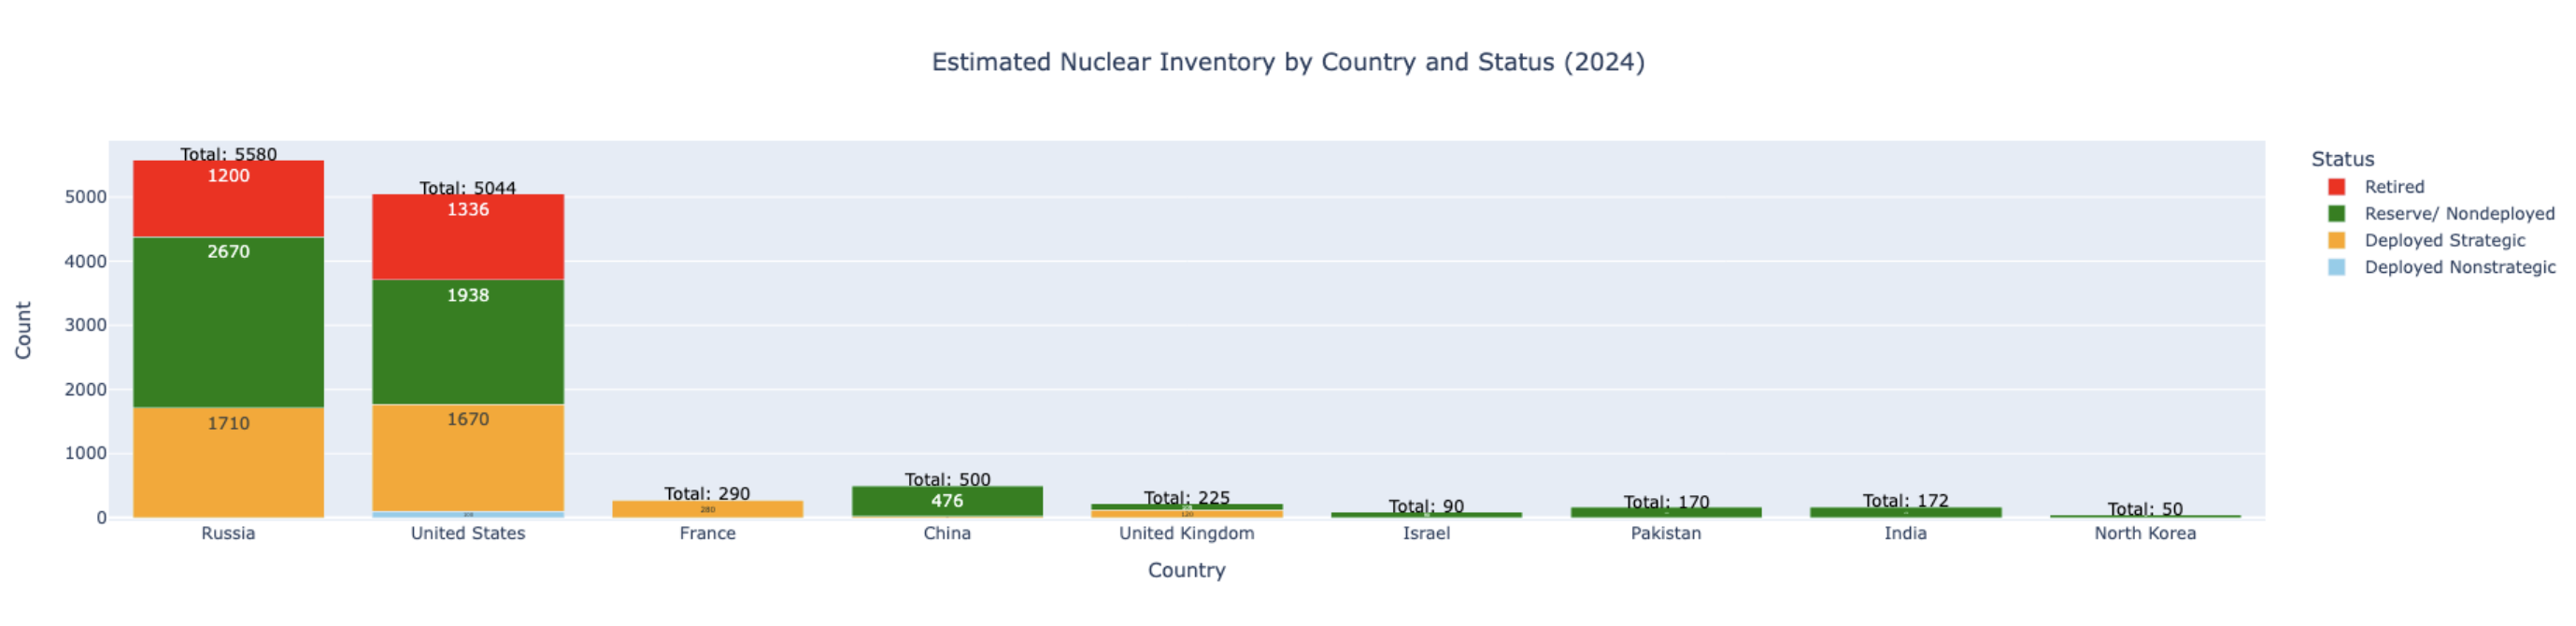 Estimated Nuclear Inventory by Country and Status (2024)
Status
Retired
Reserve/ Nondeployed
Deployed Strategic
Deployed Nonstrategic
Count
5000
4000
3000
2000
1000
0
Total: 5580
1200
2670
1710
Total: 5044
1336
1938
1670
Total: 290
280
Total: 500
476
Total: 225
120
Total: 90
Total: 170
Total: 172
Total: 50
Russia
United States
France
China
United Kingdom
Israel
Pakistan
India
North Korea
Country